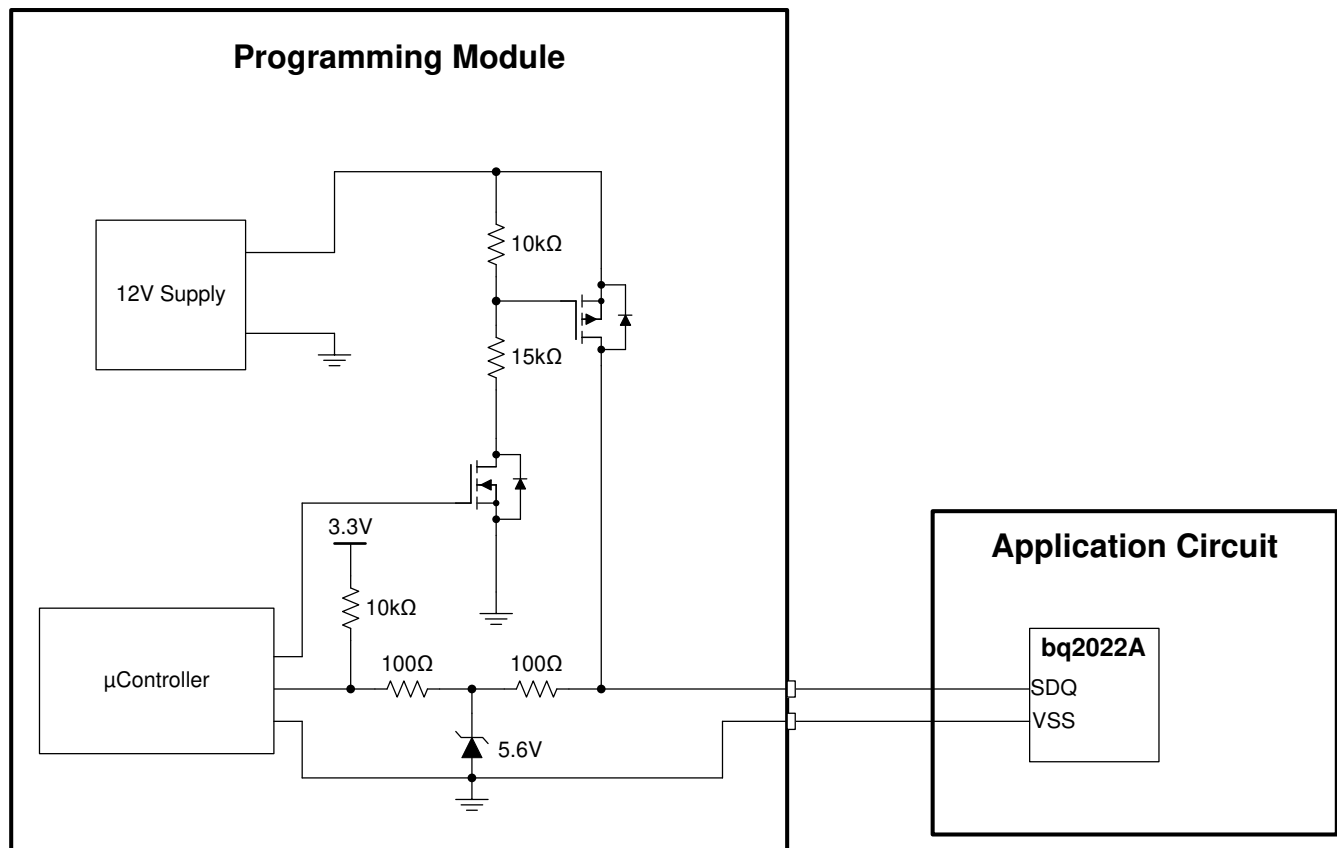 Programming Module
12V Supply
10kΩ
15kΩ
3.3V
10kΩ
μController
100Ω
100Ω
5.6V
Application Circuit
bq2022A
SDQ
VSS